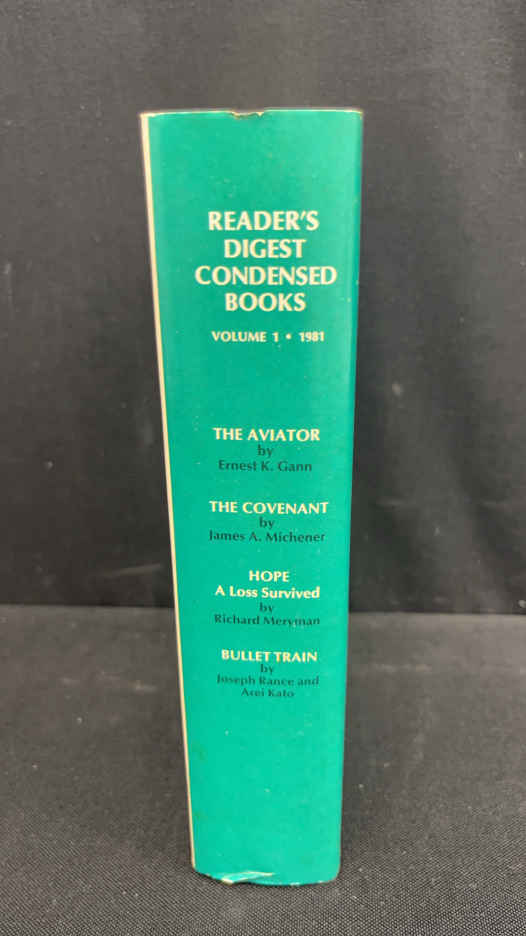 READER'S
DIGEST
CONDENSED
BOOKS
VOLUME 1 • 1981
THE AVIATOR
by
Ernest K. Gann
THE COVENANT
by
James A. Michener
HOPE
A Loss Survived
by
Richard Meryman
BULLET TRAIN
by
Joseph Rance and
Arei Kato